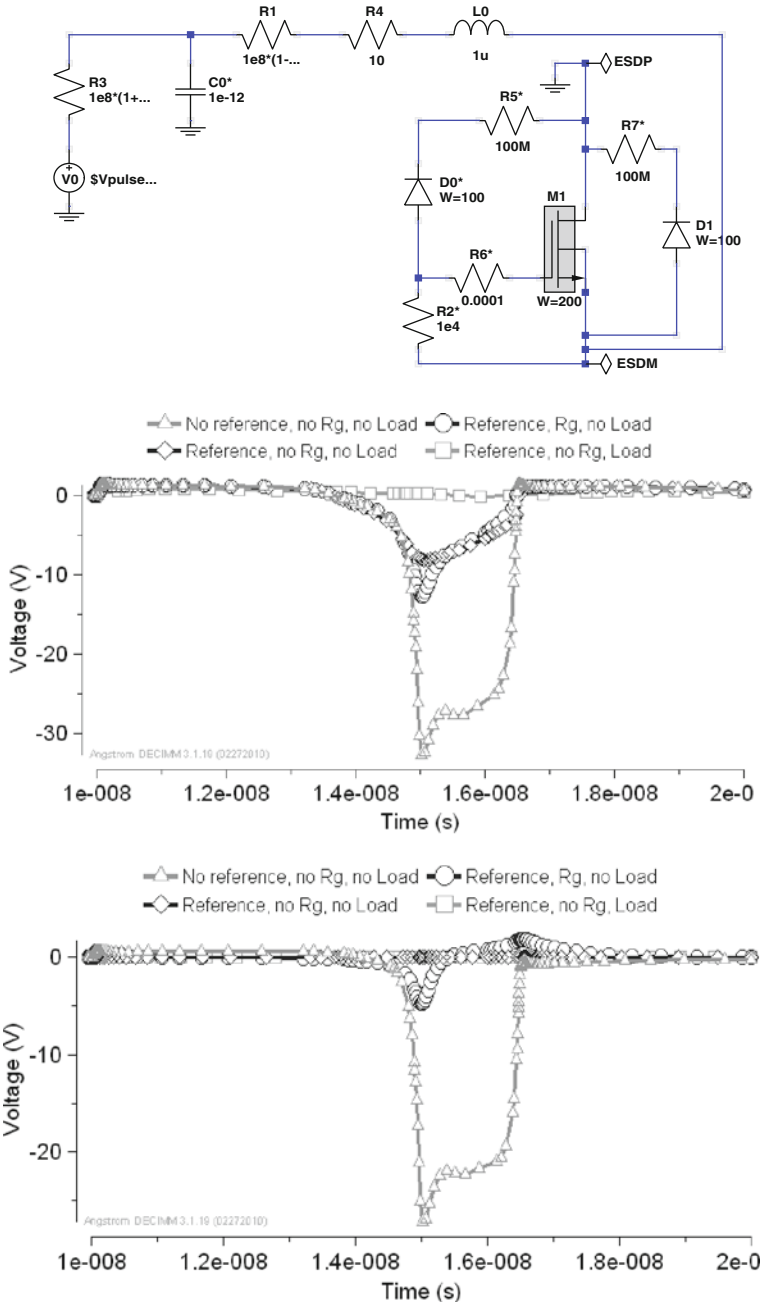 R1
1e8*(1-...
R4
10
L0
1u
R3
1e8*(1+...
C0*
1e-12
V0
+
$Vpulse...
ESDP
R5*
100M
R7*
100M
D0*
W=100
M1
W=200
D1
W=100
R6*
0.0001
R2*
1e4
ESDM
No reference, no Rg, no Load
Reference, Rg, no Load
Reference, no Rg, no Load
Reference, no Rg, Load
Voltage (V)
0
-10
-20
-30
Angstrom DECIMM 3.1.19 (02272010)
1e-008 1.2e-008 1.4e-008 1.6e-008 1.8e-008 2e-0
Time (s)
No reference, no Rg, no Load
Reference, Rg, no Load
Reference, no Rg, no Load
Reference, no Rg, Load
Voltage (V)
0
-10
-20
Angstrom DECIMM 3.1.19 (02272010)
1e-008 1.2e-008 1.4e-008 1.6e-008 1.8e-008 2e-0
Time (s)